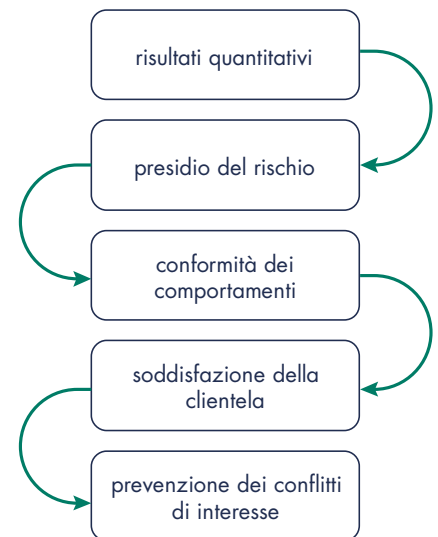 risultati quantitativi
presidio del rischio
conformità dei
comportamenti
soddisfazione della
clientela
prevenzione dei conflitti
di interesse